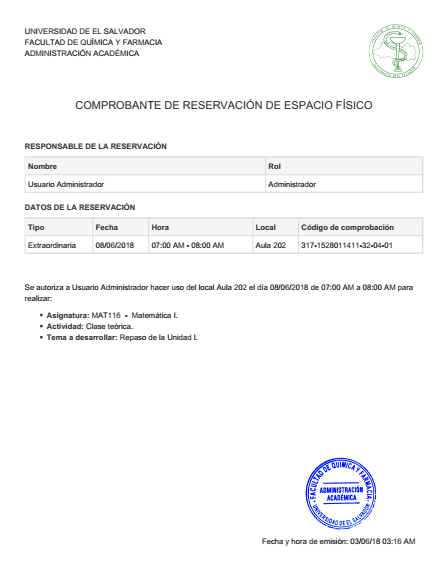 UNIVERSIDAD DE EL SALVADOR
FACULTAD DE QUÍMICA Y FARMACIA
ADMINISTRACIÓN ACADÉMICA
COMPROBANTE DE RESERVACIÓN DE ESPACIO FÍSICO
RESPONSABLE DE LA RESERVACIÓN
Nombre Rol
Usuario Administrador Administrador
DATOS DE LA RESERVACIÓN
Tipo Fecha Hora Local Código de comprobación
Extraordinaria 08/06/2018 07:00 AM - 08:00 AM Aula 202 317-1528011411-32-04-01
Se autoriza a Usuario Administrador hacer uso del local Aula 202 el día 08/06/2018 de 07:00 AM a 08:00 AM para
realizar:
• Asignatura: MAT116 - Matemática I.
• Actividad: Clase teórica.
• Tema a desarrollar: Repaso de la Unidad I.
FACULTAD DE QUIMICA Y FARMACIA
ADMINISTRACIÓN
ACADÉMICA
UNIVERSIDAD DE EL SALVADOR
Fecha y hora de emisión: 03/06/18 03:16 AM